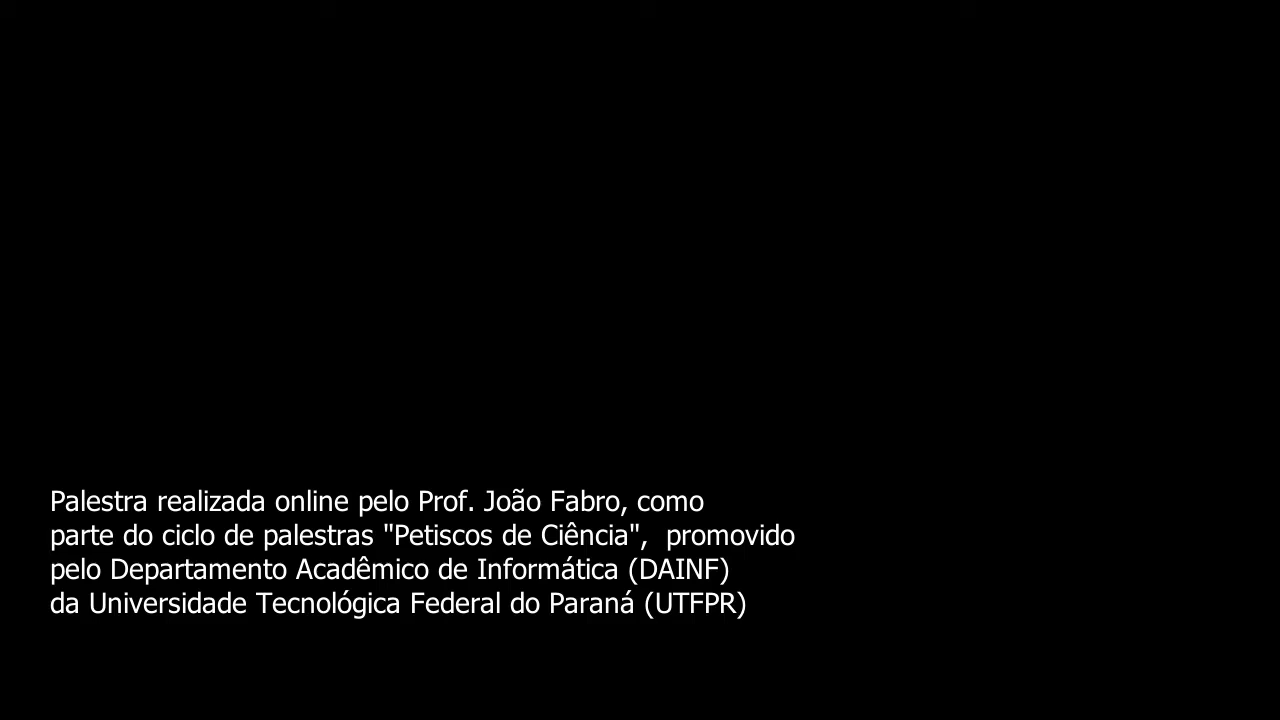 Palestra realizada online pelo Prof. João Fabro, como
parte do ciclo de palestras "Petiscos de Ciência",  promovido
pelo Departamento Acadêmico de Informática (DAINF)
da Universidade Tecnológica Federal do Paraná (UTFPR)